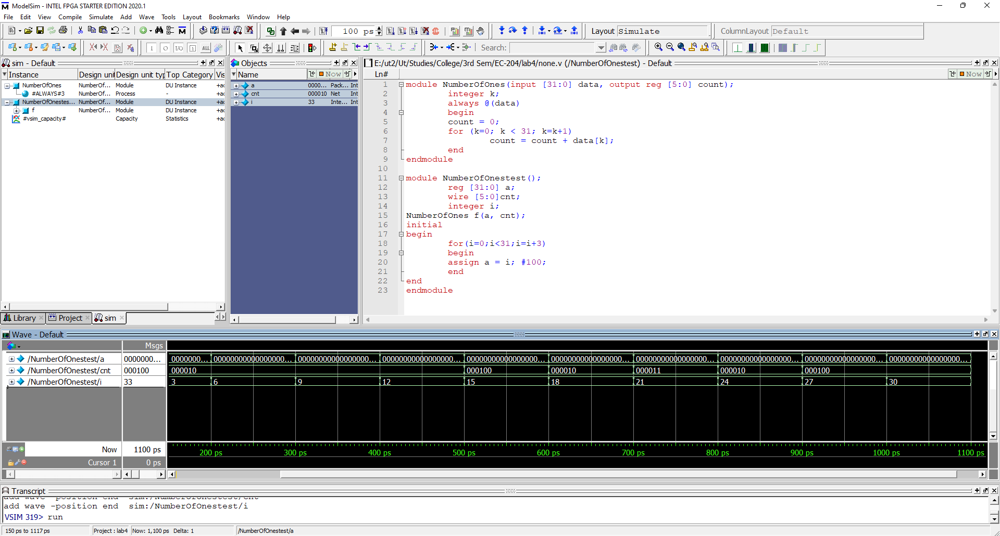 ModelSim - INTEL FPGA STARTER EDITION 2020.1
File Edit View Compile Simulate Add Wave Tools Layout Bookmarks Window Help
100 ps
Layout Simulate
ColumnLayout Default
Search:
sim - Default
Instance Design unit Design unit typ Top Category Vis
NumberOfOnes NumberOf... Module DU Instance +ac
#ALWAYS#3 NumberOf... Process - +ac
NumberOfOnestes... NumberOf... Module DU Instance +ac
f NumberOf... Module DU Instance +ac
#vsim_capacity# Capacity Statistics +ac
Library Project sim
Objects
Name Now
a 0000... Pack... Int
cnt 000010 Net Int
i 33 Inte... Int
E:/ut2/Ut/Studies/College/3rd Sem/EC-204/lab4/none.v (/NumberOfOnestest) - Default
Ln# Now
1 module NumberOfOnes(input [31:0] data, output reg [5:0] count);
2 integer k;
3 always @(data)
4 begin
5 count = 0;
6 for (k=0; k < 31; k=k+1)
7 count = count + data[k];
8 end
9 endmodule
10
11 module NumberOfOnestest();
12 reg [31:0] a;
13 wire [5:0]cnt;
14 integer i;
15 NumberOfOnes f(a, cnt);
16 initial
17 begin
18 for(i=0;i<31;i=i+3)
19 begin
20 assign a = i; #100;
21 end
22 end
23 endmodule
Wave - Default
Msgs
/NumberOfOnestest/a 0000000... 0000000... 00000000000000000... 00000000000000000... 00000000000000000... 00000000000000000... 00000000000000000... 00000000000000000... 00000000000000000... 00000000000000000... 00000000000000000...
/NumberOfOnestest/cnt 000100 000010 000100 000010 000011 000010 000100
/NumberOfOnestest/i 33 3 6 9 12 15 18 21 24 27 30
Now 1100 ps 200 ps 300 ps 400 ps 500 ps 600 ps 700 ps 800 ps 900 ps 1000 ps 1100 ps
Cursor 1 0 ps
Transcript
add wave -position end sim:/NumberOfOnestest/cnt
add wave -position end sim:/NumberOfOnestest/i
VSIM 319> run
150 ps to 1117 ps Project : lab4 Now: 1,100 ps Delta: 1 /NumberOfOnestest/a